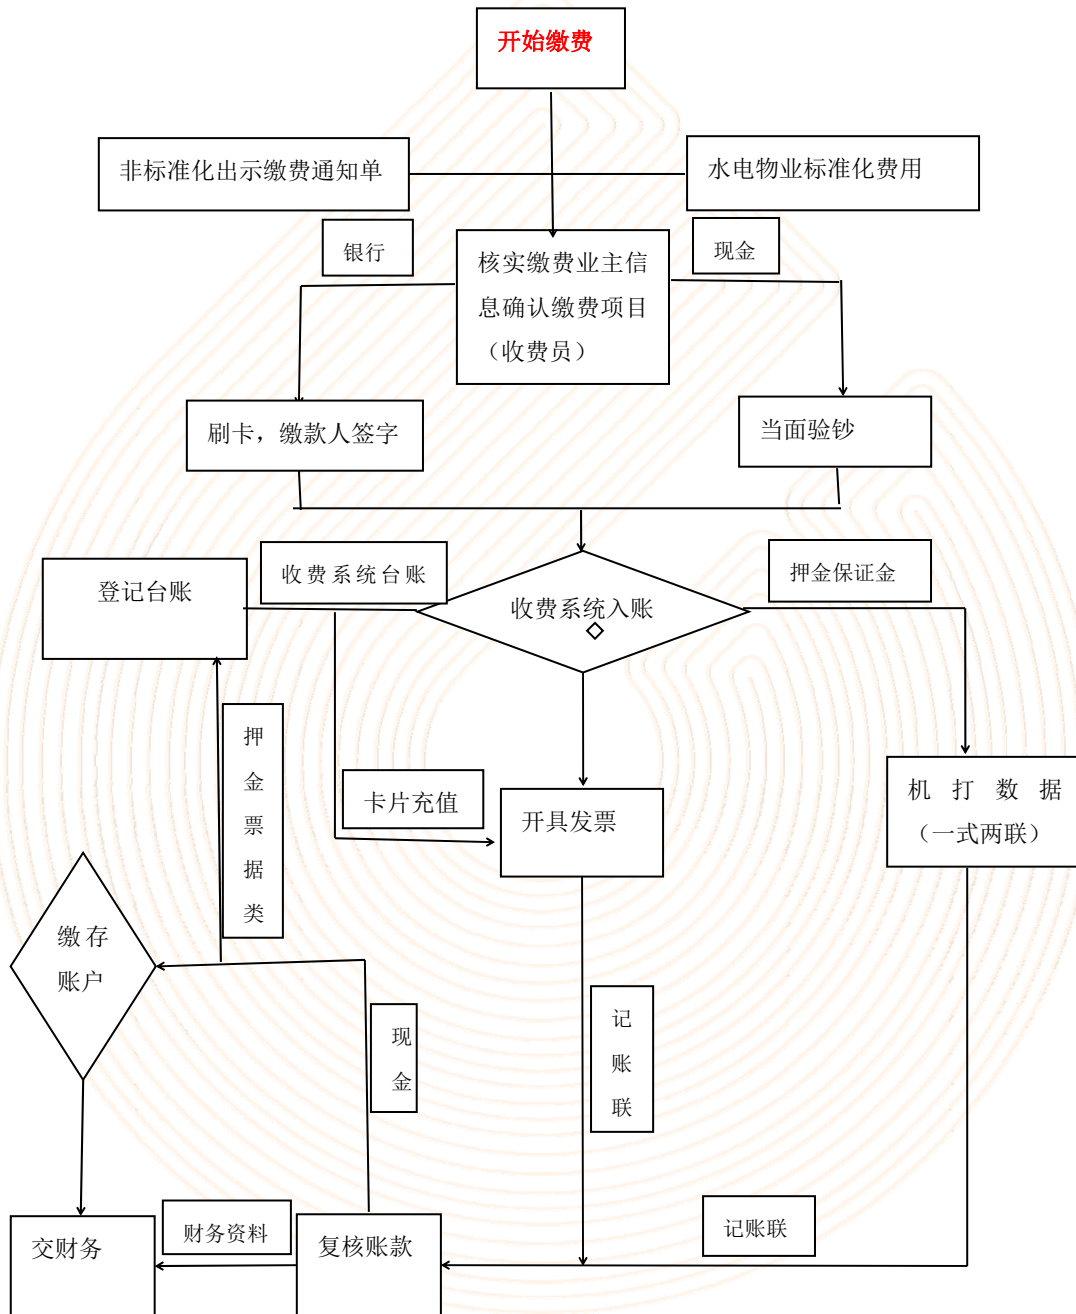 开始缴费
非标准化出示缴费通知单
水电物业标准化费用
银行
现金
核实缴费业主信
息确认缴费项目
（收费员）
刷卡，缴款人签字
当面验钞
登记台账
收费系统台账
收费系统入账
押金保证金
押
金
票
据
类
卡片充值
开具发票
机打数据
（一式两联）
缴存
账户
现
金
记
账
联
交财务
财务资料
复核账款
记账联